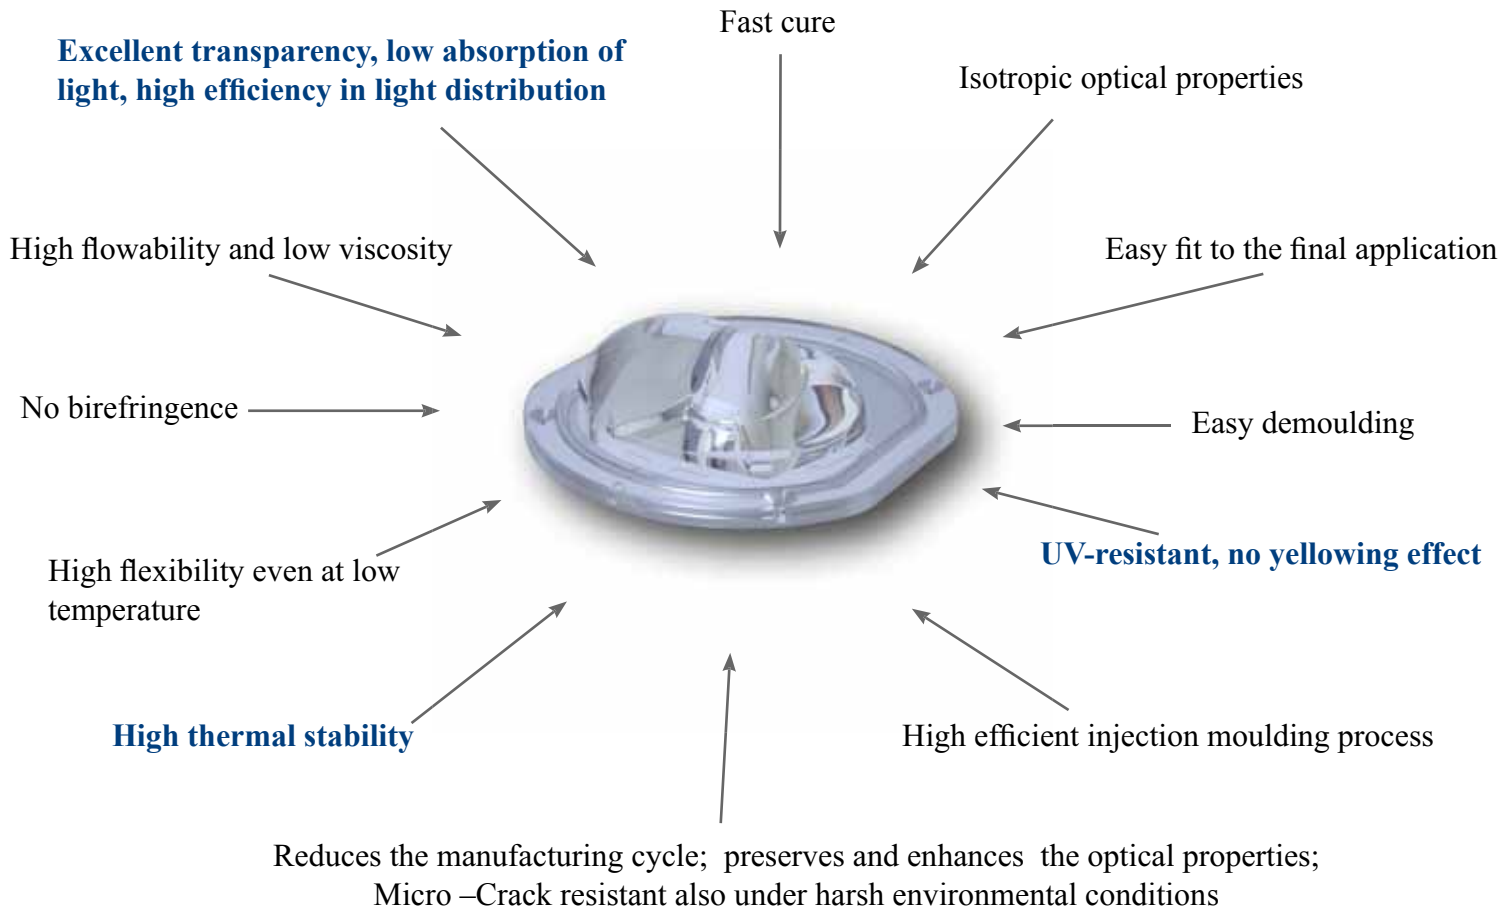 Fast cure
Excellent transparency, low absorption of
light, high efficiency in light distribution
Isotropic optical properties
High flowability and low viscosity
Easy fit to the final application
No birefringence
Easy demoulding
UV-resistant, no yellowing effect
High flexibility even at low
temperature
High thermal stability
High efficient injection moulding process
Reduces the manufacturing cycle;  preserves and enhances  the optical properties;
Micro –Crack resistant also under harsh environmental conditions